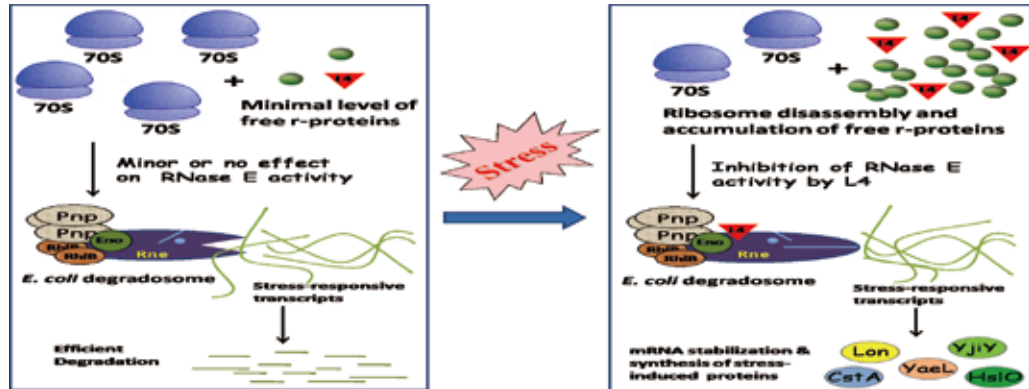 70S
70S
70S
70S
+
L4
Minimal level of
free r-proteins
Minor or no effect
on RNase E activity
Pnp
Pnp
RhlB
RhlB
Eno
Rne
E. coli degradosome
Stress-responsive
transcripts
Efficient
Degradation
Stress
70S
70S
+
L4
L4
L4
L4
Ribosome disassembly and
accumulation of free r-proteins
Inhibition of RNase E
activity by L4
Pnp
Pnp
RhlB
RhlB
Eno
L4
Rne
E. coli degradosome
Stress-responsive
transcripts
mRNA stabilization &
synthesis of stress-
induced proteins
Lon
YjiY
CstA
YaeL
HslO